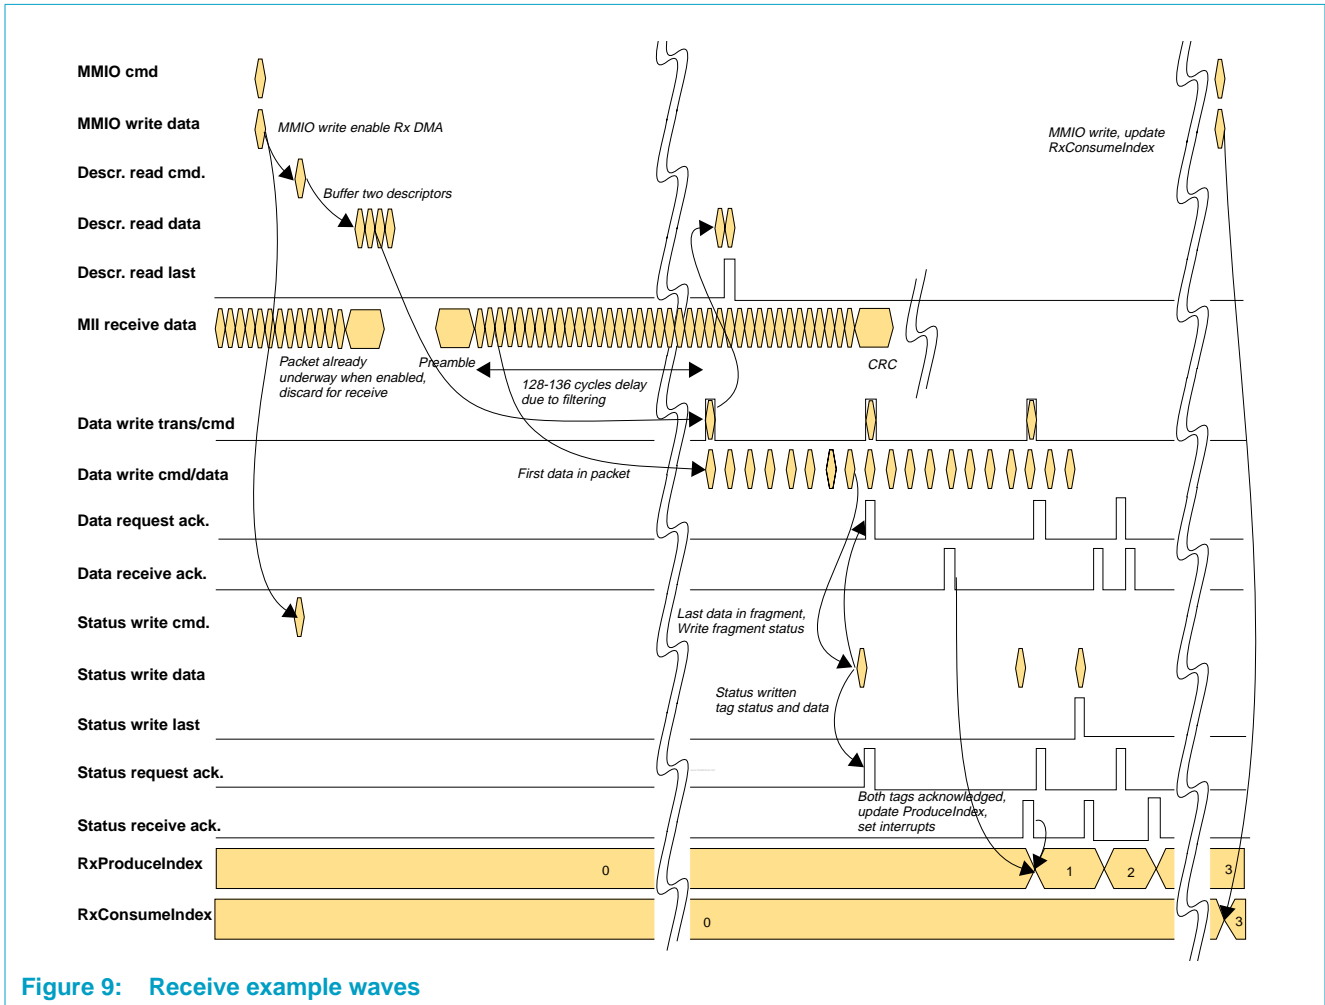 MMIO cmd
MMIO write data
MMIO write enable Rx DMA
MMIO write, update
RxConsumeIndex
Descr. read cmd.
Buffer two descriptors
Descr. read data
Descr. read last
MII receive data
Packet already
underway when enabled,
discard for receive
Preamble
128-136 cycles delay
due to filtering
CRC
Data write trans/cmd
Data write cmd/data
First data in packet
Data request ack.
Data receive ack.
Status write cmd.
Last data in fragment,
Write fragment status
Status write data
Status written
tag status and data
Status write last
Status request ack.
Both tags acknowledged,
update ProduceIndex,
set interrupts
Status receive ack.
RxProduceIndex
0
1
2
3
RxConsumeIndex
0
3
Figure 9: Receive example waves